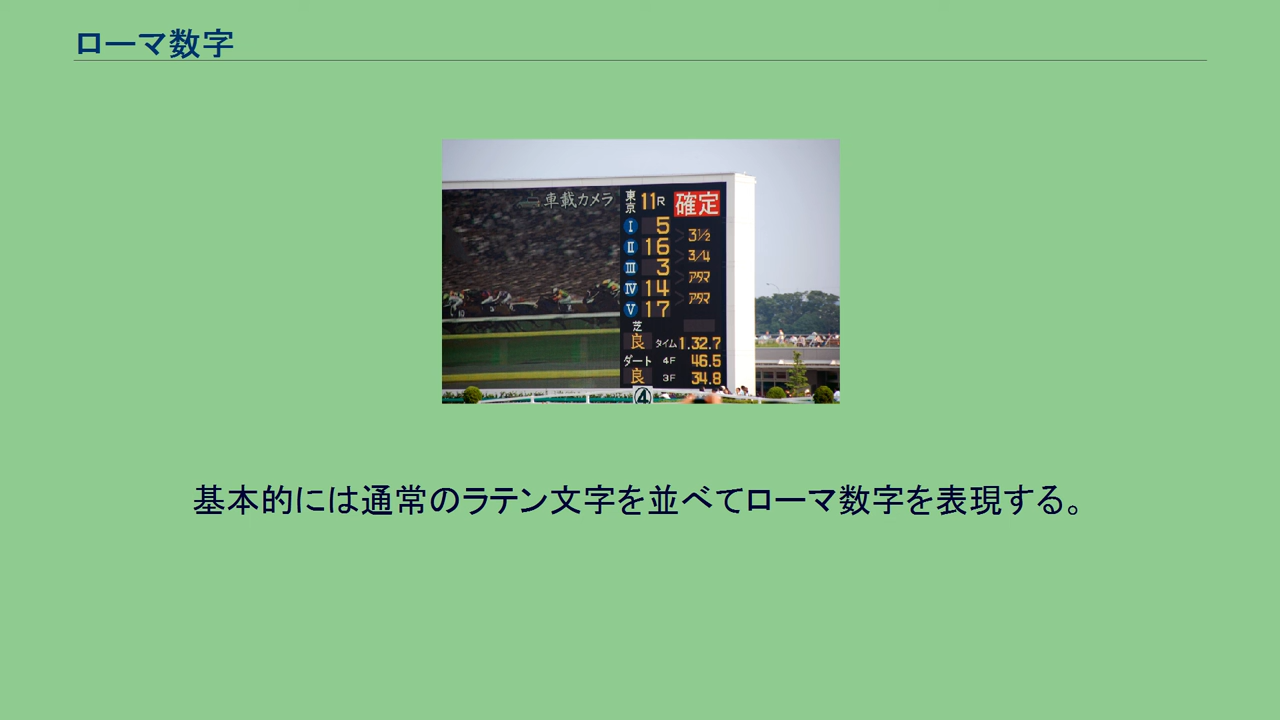 ローマ数字
車載カメラ
東京 11R 確定
Ⅰ 5
3 1/2
Ⅱ 16
3/4
Ⅲ 3
アタマ
Ⅳ 14
アタマ
Ⅴ 17
芝
良 タイム 1.32.7
ダート 4F 46.5
良 3F 34.8
4
基本的には通常のラテン文字を並べてローマ数字を表現する。